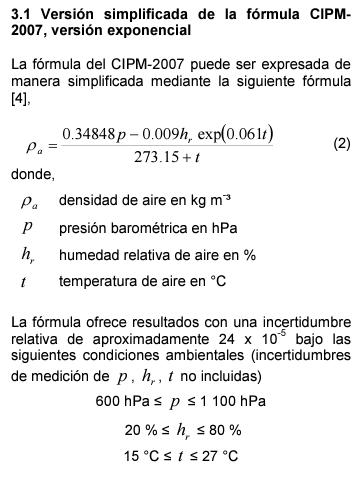 3.1 Versión simplificada de la fórmula CIPM-
2007, versión exponencial
La fórmula del CIPM-2007 puede ser expresada de
manera simplificada mediante la siguiente fórmula
[4],
ρₐ = (0.34848p − 0.009hᵣ exp(0.061t)) / (273.15 + t) (2)
donde,
ρₐ densidad de aire en kg m⁻³
p presión barométrica en hPa
hᵣ humedad relativa de aire en %
t temperatura de aire en °C
La fórmula ofrece resultados con una incertidumbre
relativa de aproximadamente 24 x 10⁻⁵ bajo las
siguientes condiciones ambientales (incertidumbres
de medición de p , hᵣ , t no incluidas)
600 hPa ≤ p ≤ 1 100 hPa
20 % ≤ hᵣ ≤ 80 %
15 °C ≤ t ≤ 27 °C